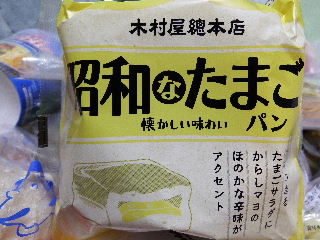 木村屋總本店
昭和なたまご
懐かしい味わい
パン
たまごサラダに
からしマヨの
ほのかな辛味が
アクセント